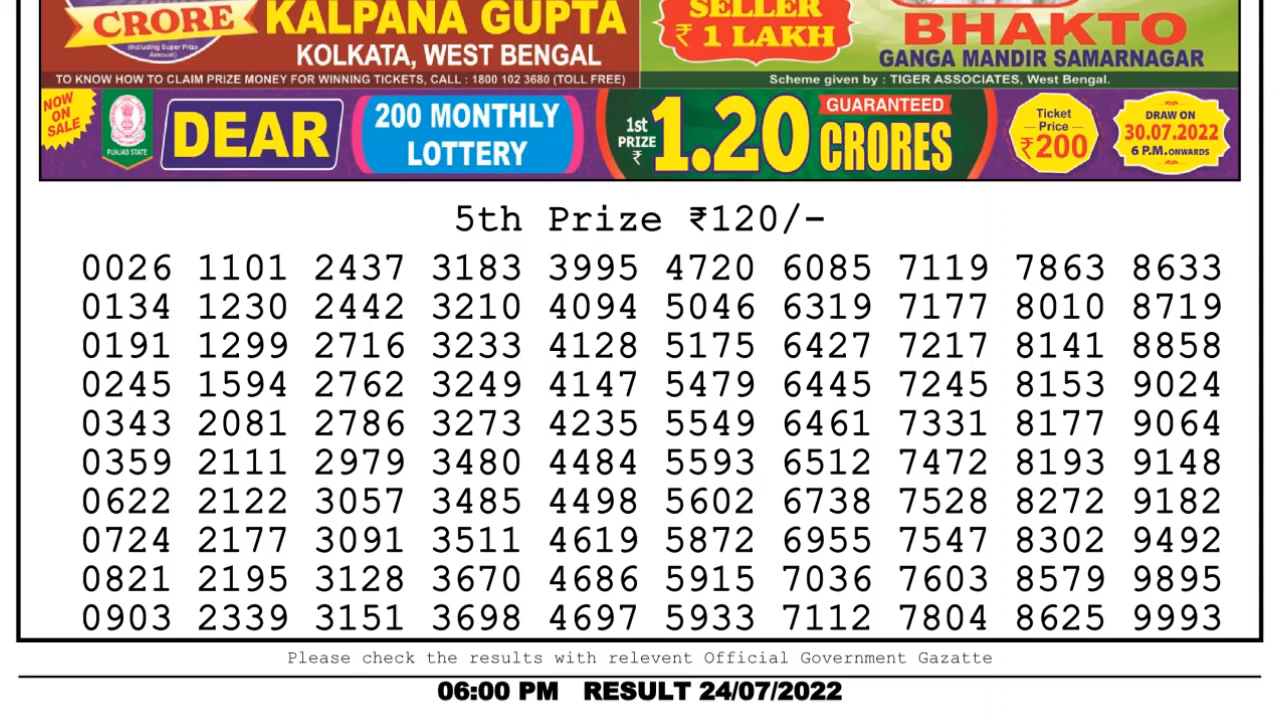 CRORE
(Including Super Prize
Amount)
KALPANA GUPTA
KOLKATA, WEST BENGAL
SELLER
₹ 1 LAKH
BHAKTO
GANGA MANDIR SAMARNAGAR
TO KNOW HOW TO CLAIM PRIZE MONEY FOR WINNING TICKETS, CALL : 1800 102 3680 (TOLL FREE)
Scheme given by : TIGER ASSOCIATES, West Bengal.
NOW
ON
SALE
PUNJAB STATE
DEAR
200 MONTHLY
LOTTERY
1st
PRIZE
₹
1.20
GUARANTEED
CRORES
Ticket
Price
₹200
DRAW ON
30.07.2022
6 P.M. ONWARDS
5th Prize ₹120/-
0026 1101 2437 3183 3995 4720 6085 7119 7863 8633
0134 1230 2442 3210 4094 5046 6319 7177 8010 8719
0191 1299 2716 3233 4128 5175 6427 7217 8141 8858
0245 1594 2762 3249 4147 5479 6445 7245 8153 9024
0343 2081 2786 3273 4235 5549 6461 7331 8177 9064
0359 2111 2979 3480 4484 5593 6512 7472 8193 9148
0622 2122 3057 3485 4498 5602 6738 7528 8272 9182
0724 2177 3091 3511 4619 5872 6955 7547 8302 9492
0821 2195 3128 3670 4686 5915 7036 7603 8579 9895
0903 2339 3151 3698 4697 5933 7112 7804 8625 9993
Please check the results with relevent Official Government Gazatte
06:00 PM RESULT 24/07/2022